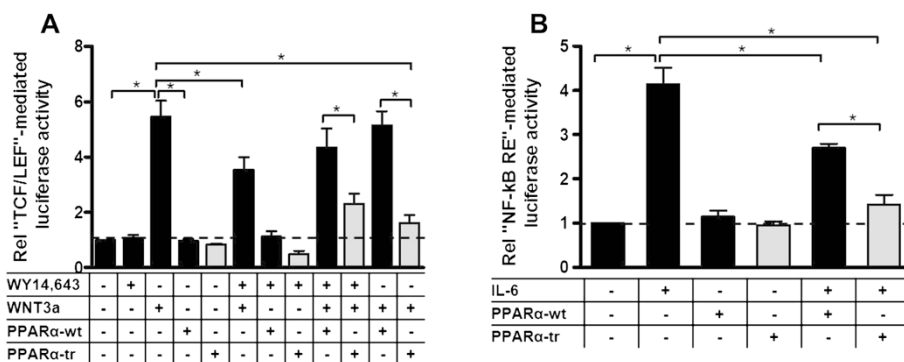 A
B
Rel "TCF/LEF"-mediated
luciferase activity
8
6
4
2
0
*
*
* *
*
*
WY14,643 - + - - - + + + + + - -
WNT3a - - + - - + - - + + + +
PPARα-wt - - - + - - + - + - + -
PPARα-tr - - - - + - - + - + - +
Rel "NF-kB RE"-mediated
luciferase activity
5
4
3
2
1
0
*
* *
*
IL-6 - + - - + +
PPARα-wt - - + - + -
PPARα-tr - - - + - +